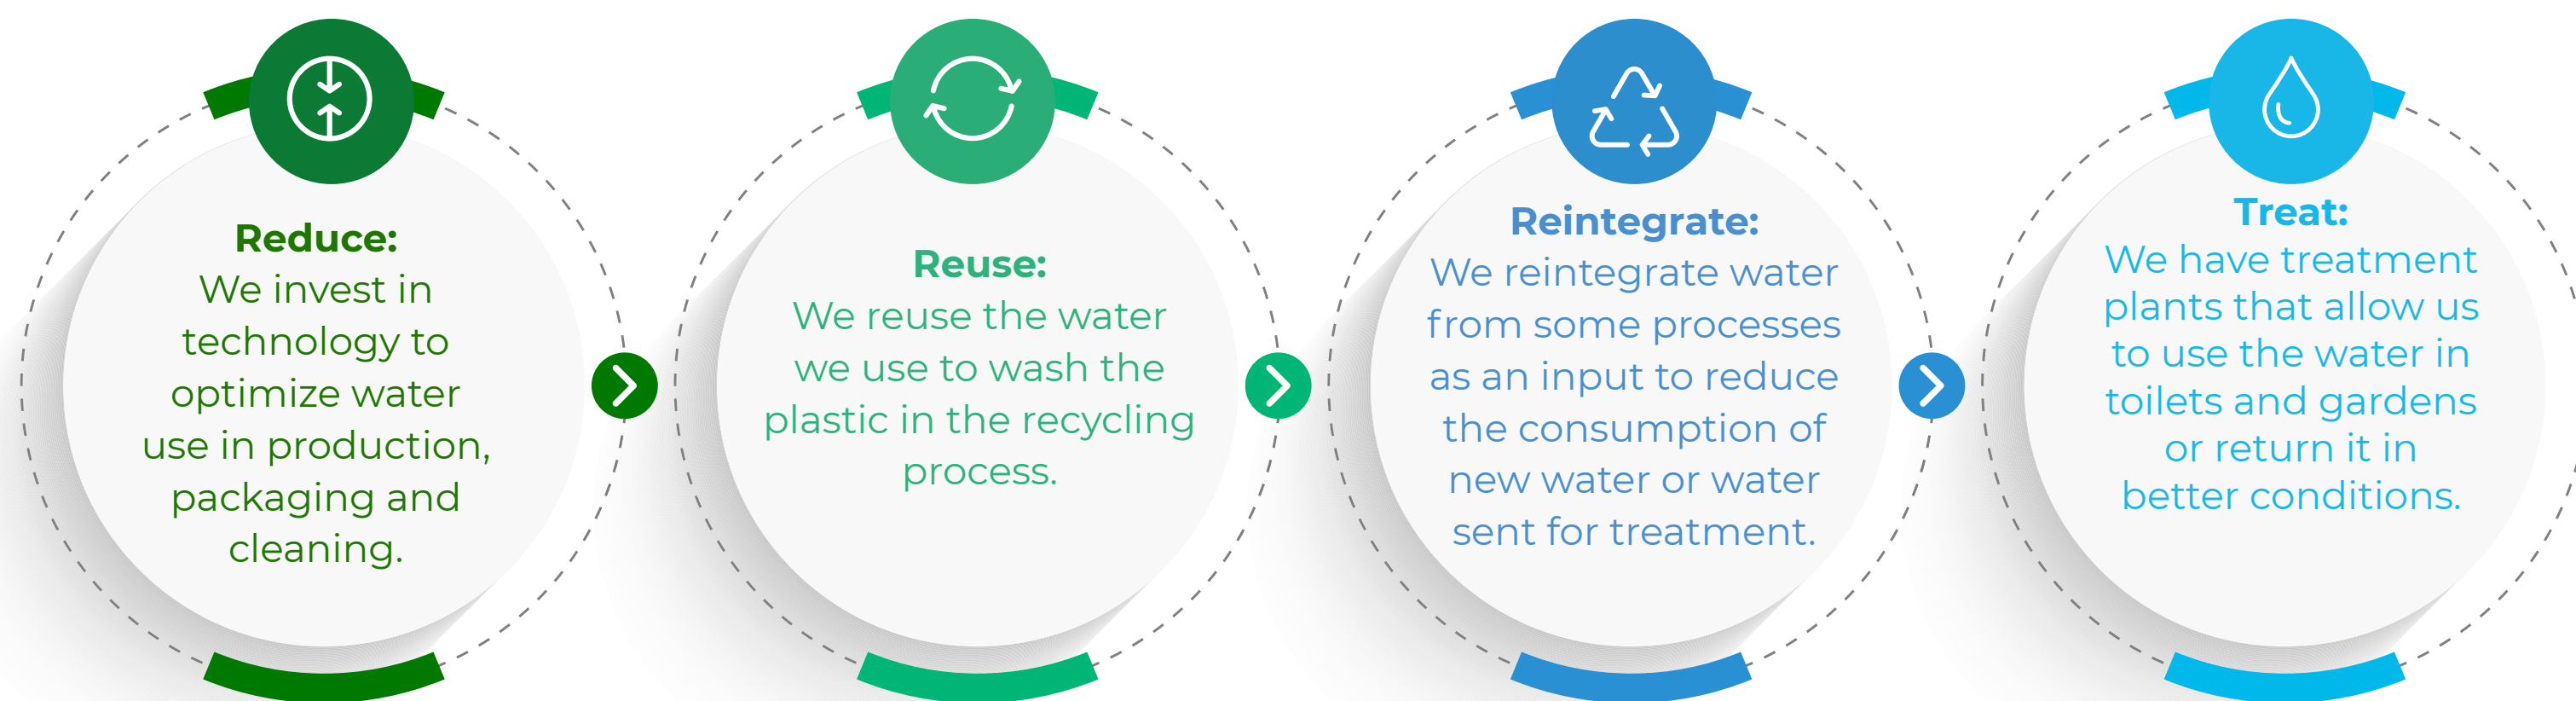 Reduce:
We invest in
technology to
optimize water
use in production,
packaging and
cleaning.
Reuse:
We reuse the water
we use to wash the
plastic in the recycling
process.
Reintegrate:
We reintegrate water
from some processes
as an input to reduce
the consumption of
new water or water
sent for treatment.
Treat:
We have treatment
plants that allow us
to use the water in
toilets and gardens
or return it in
better conditions.